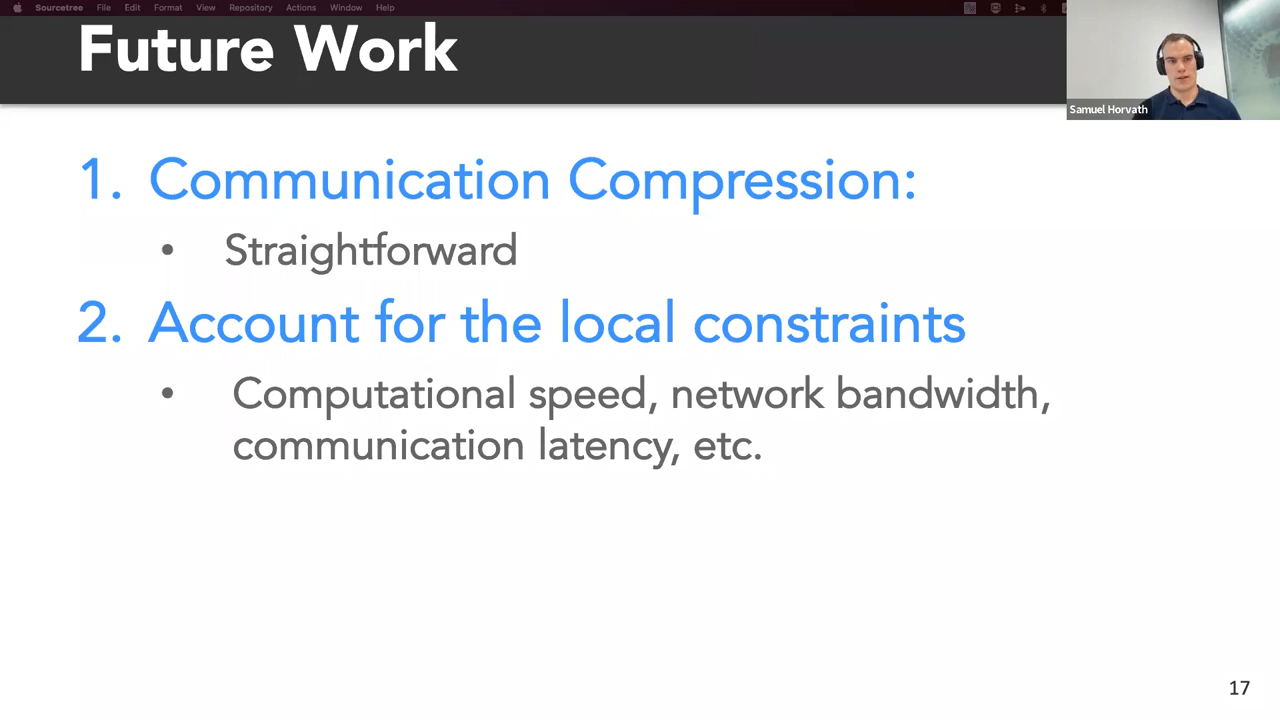 Sourcetree File Edit Format View Repository Actions Window Help
Future Work
Samuel Horvath
1. Communication Compression:
• Straightforward
2. Account for the local constraints
• Computational speed, network bandwidth,
communication latency, etc.
17